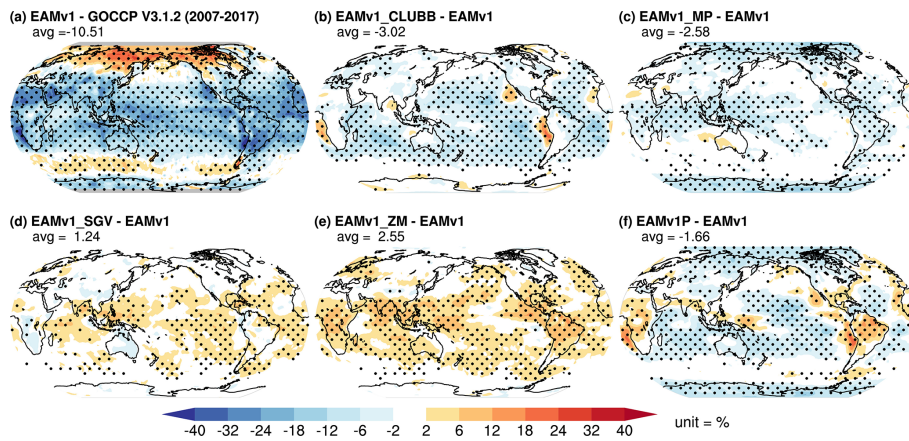 (a) EAMv1 - GOCCP V3.1.2 (2007-2017)
avg =-10.51
(b) EAMv1_CLUBB - EAMv1
avg = -3.02
(c) EAMv1_MP - EAMv1
avg = -2.58
(d) EAMv1_SGV - EAMv1
avg = 1.24
(e) EAMv1_ZM - EAMv1
avg = 2.55
(f) EAMv1P - EAMv1
avg = -1.66
-40 -32 -24 -18 -12 -6 -2 2 6 12 18 24 32 40 unit = %